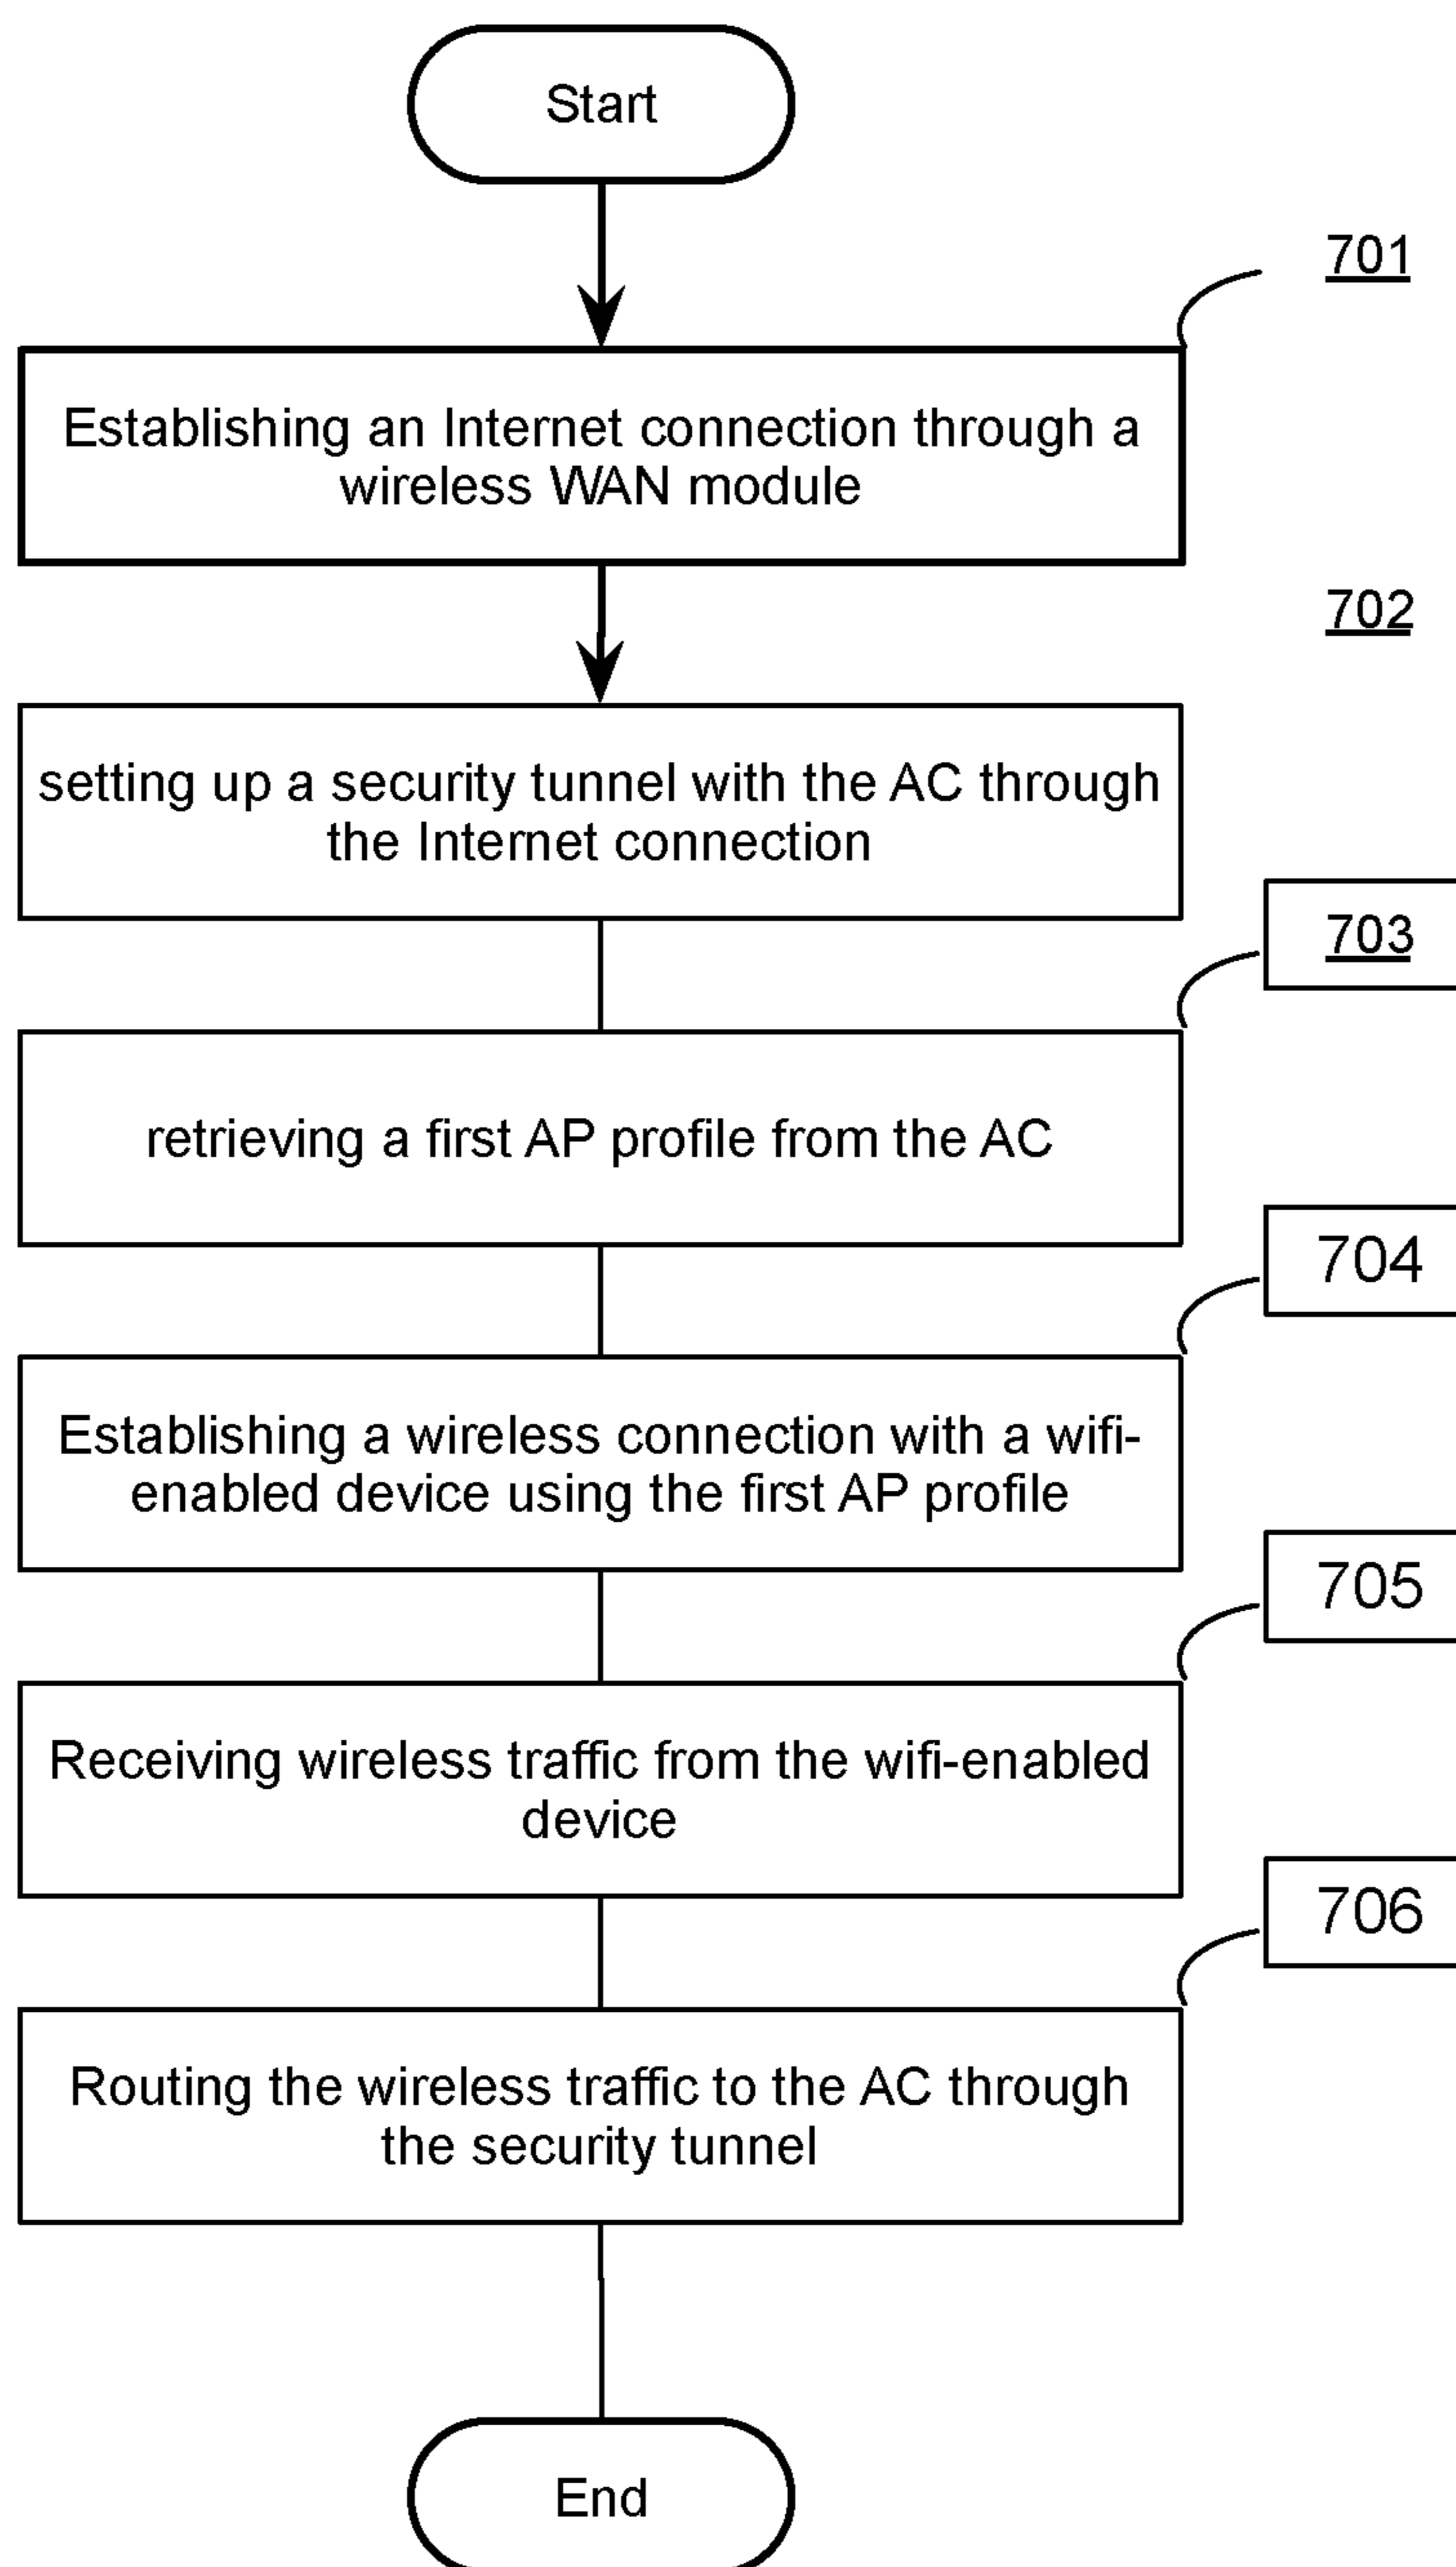 Start
701
Establishing an Internet connection through a
wireless WAN module
702
setting up a security tunnel with the AC through
the Internet connection
703
retrieving a first AP profile from the AC
704
Establishing a wireless connection with a wifi-
enabled device using the first AP profile
705
Receiving wireless traffic from the wifi-enabled
device
706
Routing the wireless traffic to the AC through
the security tunnel
End